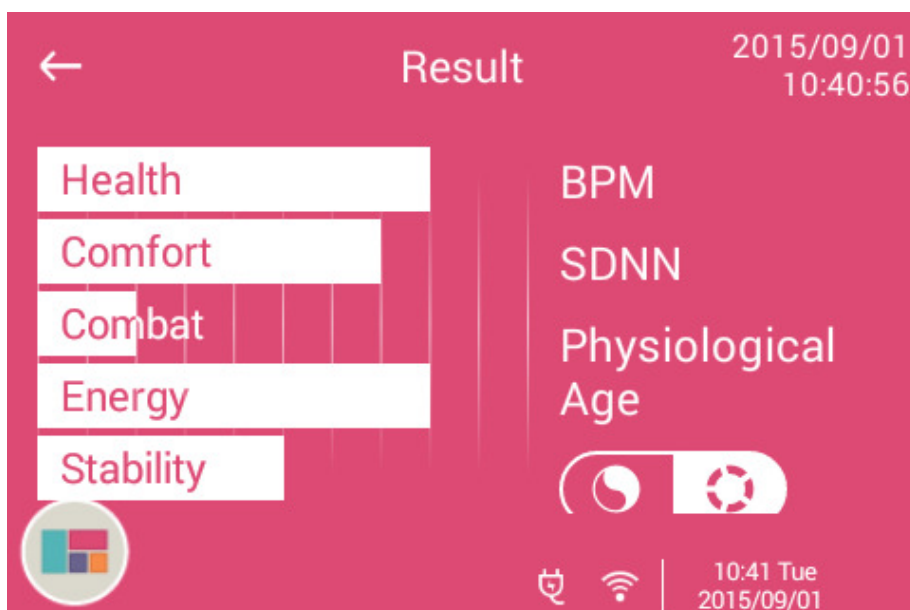 Result
2015/09/01
10:40:56
Health
Comfort
Combat
Energy
Stability
BPM
SDNN
Physiological
Age
10:41 Tue
2015/09/01